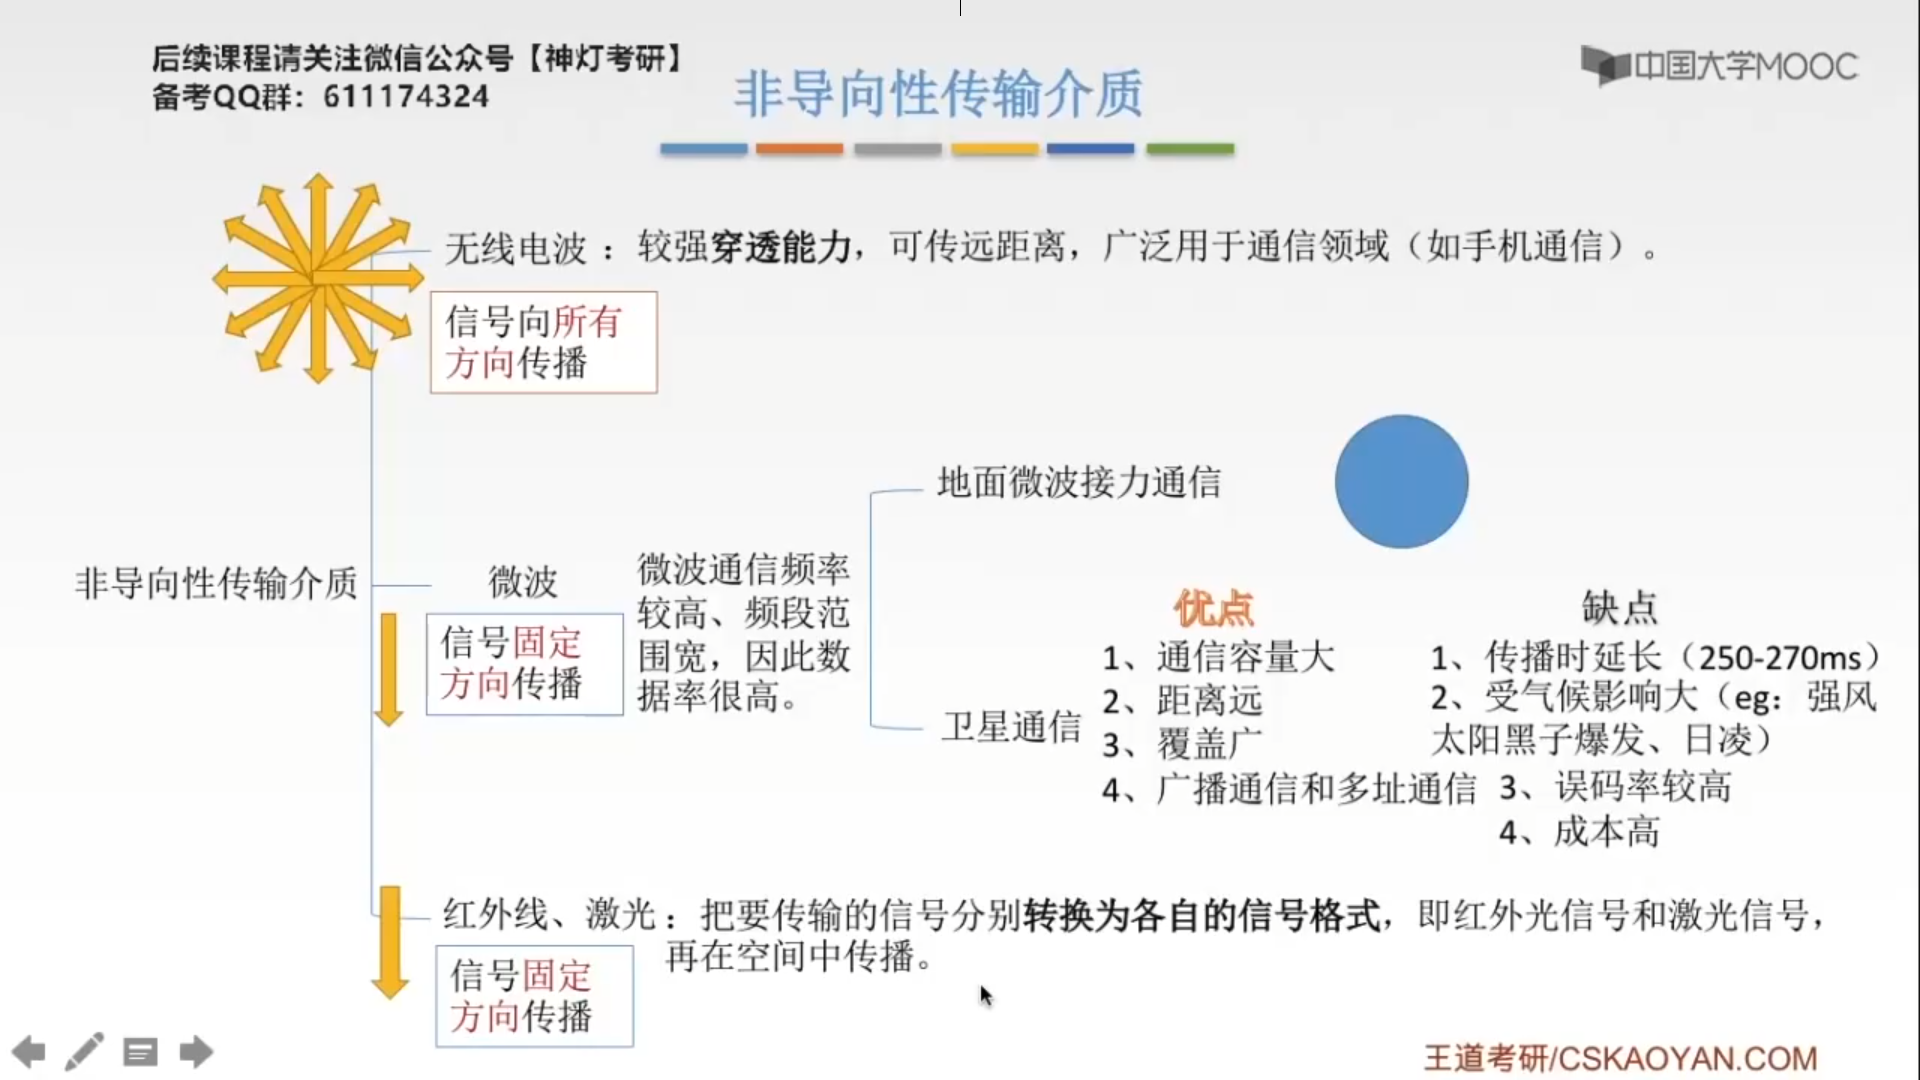 后续课程请关注微信公众号【神灯考研】
备考QQ群：611174324
中国大学MOOC
非导向性传输介质
无线电波 ：较强穿透能力，可传远距离，广泛用于通信领域（如手机通信）。
信号向所有
方向传播
地面微波接力通信
非导向性传输介质
微波
信号固定
方向传播
微波通信频率
较高、频段范
围宽，因此数
据率很高。
卫星通信
优点
1、通信容量大
2、距离远
3、覆盖广
4、广播通信和多址通信
缺点
1、传播时延长（250-270ms）
2、受气候影响大（eg：强风
太阳黑子爆发、日凌）
3、误码率较高
4、成本高
红外线、激光：把要传输的信号分别转换为各自的信号格式，即红外光信号和激光信号，
再在空间中传播。
信号固定
方向传播
王道考研/CSKAOYAN.COM